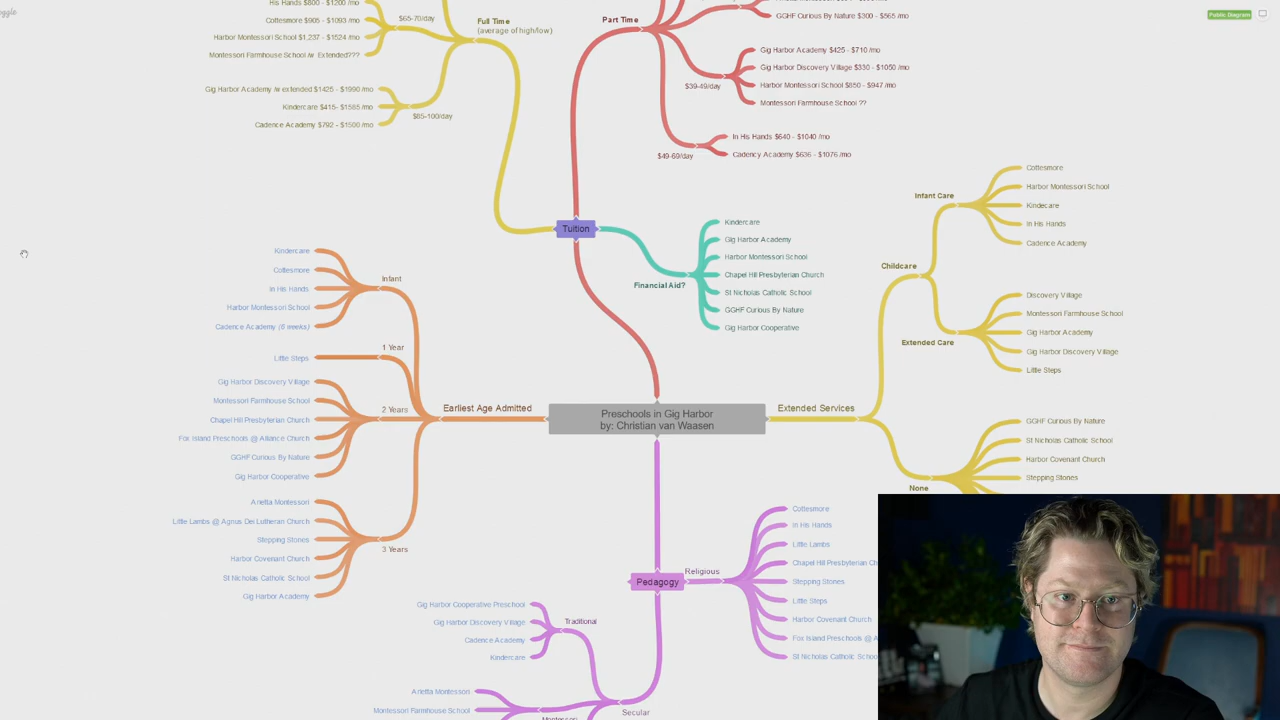 oggle
Public Diagram
His Hands $800 - $1200 /mo
Cottesmore $905 - $1093 /mo
Harbor Montessori School $1,237 - $1524 /mo
Montessori Farmhouse School /w Extended???
$65-70/day
Full Time
(average of high/low)
Gig Harbor Academy /w extended $1425 - $1990 /mo
Kindercare $415- $1585 /mo
Cadence Academy $792 - $1500 /mo
$85-100/day
Part Time
GGHF Curious By Nature $300 - $565 /mo
Gig Harbor Academy $425 - $710 /mo
Gig Harbor Discovery Village $330 - $1050 /mo
Harbor Montessori School $850 - $947 /mo
Montessori Farmhouse School ??
$39-49/day
In His Hands $640 - $1040 /mo
Cadency Academy $636 - $1076 /mo
$49-69/day
Tuition
Financial Aid?
Kindercare
Gig Harbor Academy
Harbor Montessori School
Chapel Hill Presbyterian Church
St Nicholas Catholic School
GGHF Curious By Nature
Gig Harbor Cooperative
Infant Care
Cottesmore
Harbor Montessori School
Kindecare
In His Hands
Cadence Academy
Childcare
Extended Care
Discovery Village
Montessori Farmhouse School
Gig Harbor Academy
Gig Harbor Discovery Village
Little Steps
Extended Services
None
GGHF Curious By Nature
St Nicholas Catholic School
Harbor Covenant Church
Stepping Stones
Preschools in Gig Harbor
by: Christian van Waasen
Earliest Age Admitted
Infant
Kindercare
Cottesmore
In His Hands
Harbor Montessori School
Cadence Academy (6 weeks)
1 Year
Little Steps
2 Years
Gig Harbor Discovery Village
Montessori Farmhouse School
Chapel Hill Presbyterian Church
Fox Island Preschools @ Alliance Church
GGHF Curious By Nature
Gig Harbor Cooperative
3 Years
Arietta Montessori
Little Lambs @ Agnus Dei Lutheran Church
Stepping Stones
Harbor Covenant Church
St Nicholas Catholic School
Gig Harbor Academy
Pedagogy
Religious
Cottesmore
In His Hands
Little Lambs
Chapel Hill Presbyterian Ch
Stepping Stones
Little Steps
Harbor Covenant Church
Fox Island Preschools @ A
St Nicholas Catholic Schoo
Traditional
Gig Harbor Cooperative Preschool
Gig Harbor Discovery Village
Cadence Academy
Kindercare
Secular
Arietta Montessori
Montessori Farmhouse School